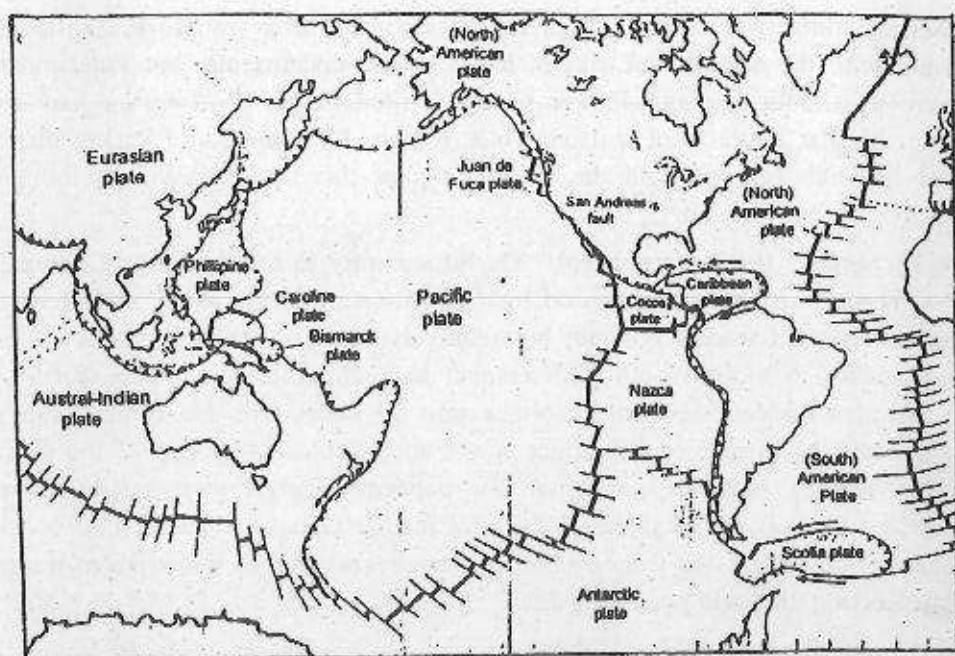 (North)
American
plate
Eurasian
plate
Juan de
Fuca plate
San Andreas
fault
(North)
American
plate
Philipine
plate
Caroline
plate
Bismarck
plate
Pacific
plate
Cocos
plate
Caribbean
plate
Austral-Indian
plate
Nazca
plate
(South)
American
Plate
Scotia plate
Antarctic
plate